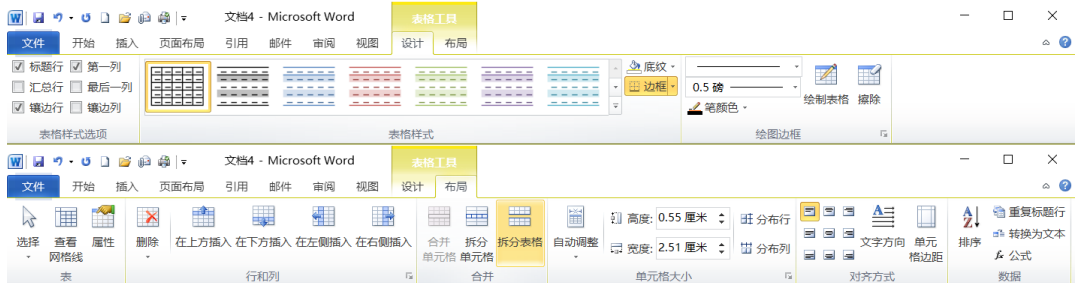 文档4 - Microsoft Word 表格工具
文件 开始 插入 页面布局 引用 邮件 审阅 视图 设计 布局
标题行 第一列 底纹
汇总行 最后一列 边框 0.5 磅 绘制表格 擦除
镶边行 镶边列 笔颜色
表格样式选项 表格样式 绘图边框
文档4 - Microsoft Word 表格工具
文件 开始 插入 页面布局 引用 邮件 审阅 视图 设计 布局
高度: 0.55 厘米 分布行 重复标题行
选择 查看 属性 删除 在上方插入 在下方插入 在左侧插入 在右侧插入 合并 拆分 拆分表格 自动调整 文字方向 单元 排序 转换为文本
网格线 单元格 单元格 宽度: 2.51 厘米 分布列 格边距 fx 公式
表 行和列 合并 单元格大小 对齐方式 数据